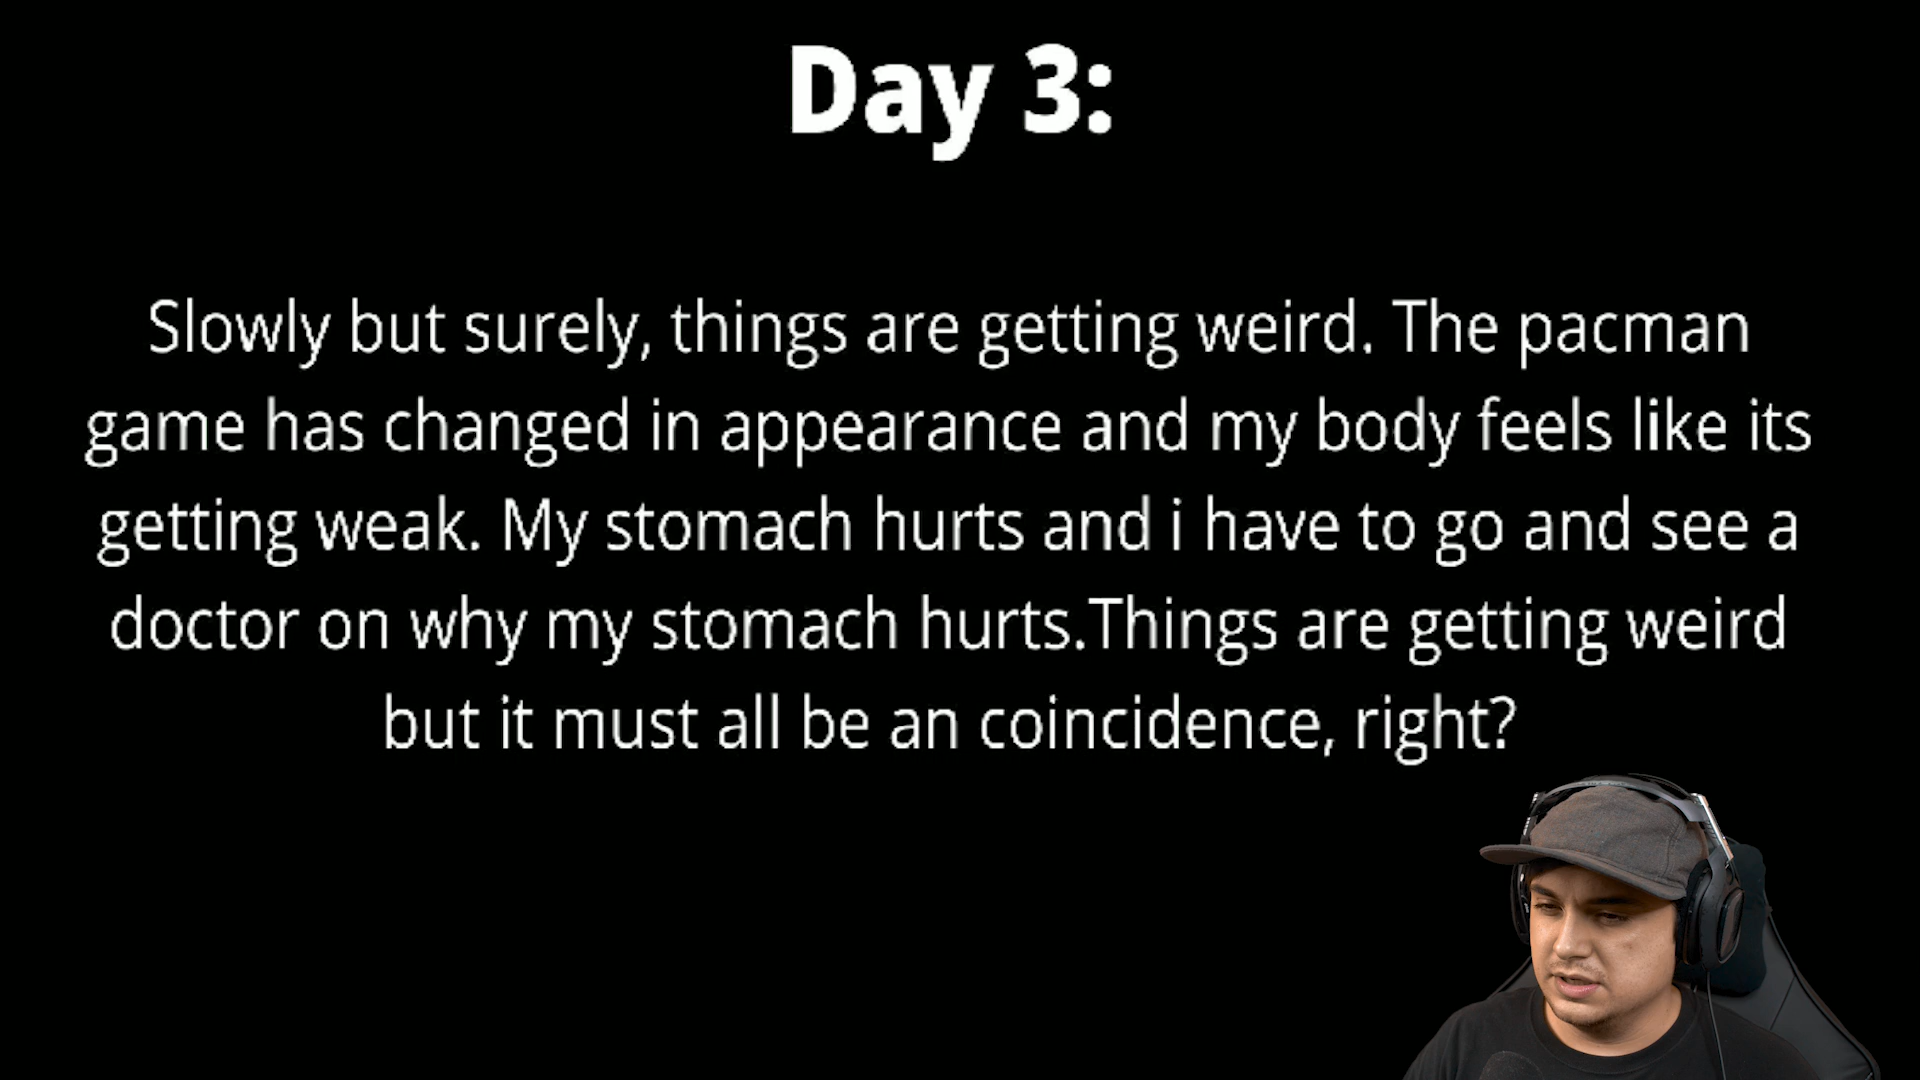 Day 3:
Slowly but surely, things are getting weird. The pacman
game has changed in appearance and my body feels like its
getting weak. My stomach hurts and i have to go and see a
doctor on why my stomach hurts.Things are getting weird
but it must all be an coincidence, right?